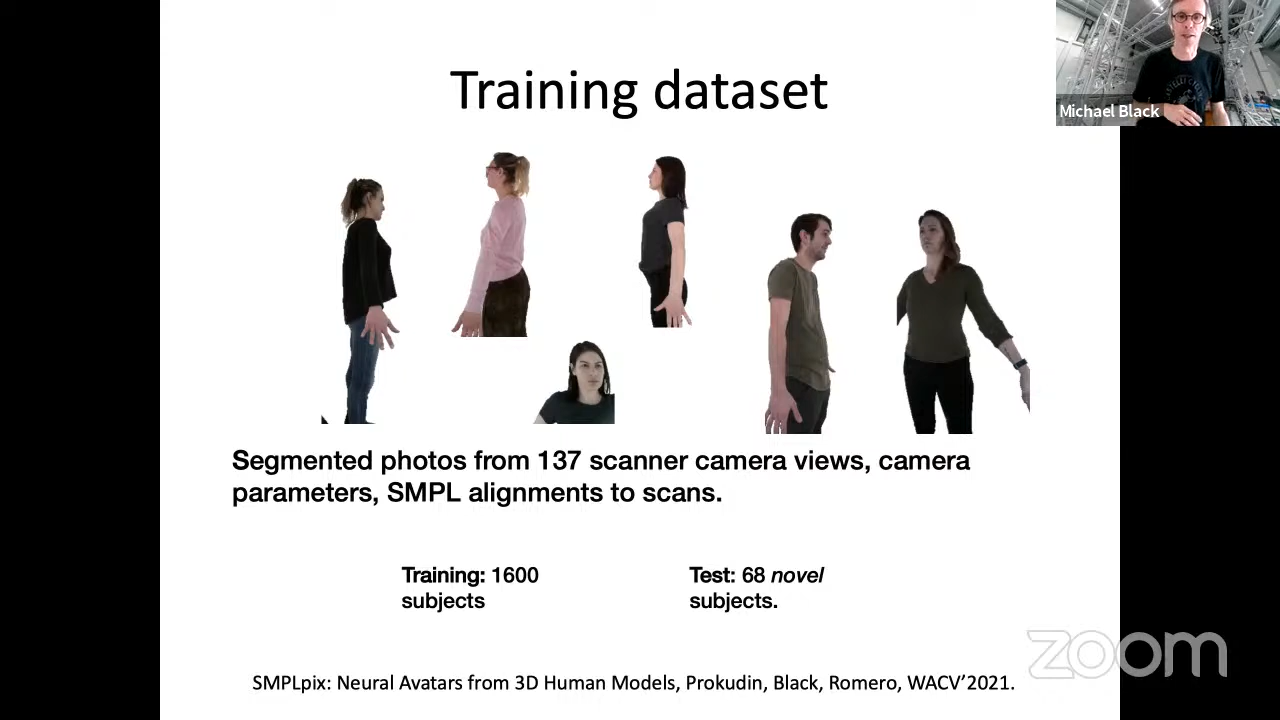 Training dataset
Michael Black
Segmented photos from 137 scanner camera views, camera
parameters, SMPL alignments to scans.
Training: 1600
subjects
Test: 68 novel
subjects.
zoom
SMPLpix: Neural Avatars from 3D Human Models, Prokudin, Black, Romero, WACV’2021.